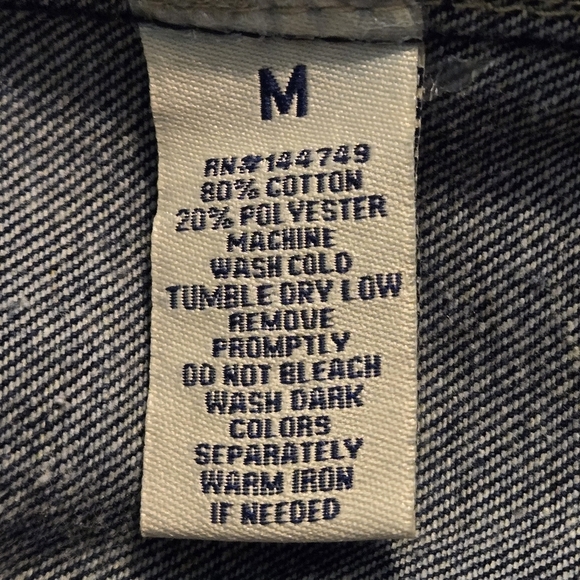 M
RN#144749
80% COTTON
20% POLYESTER
MACHINE
WASH COLD
TUMBLE DRY LOW
REMOVE
PROMPTLY
DO NOT BLEACH
WASH DARK
COLORS
SEPARATELY
WARM IRON
IF NEEDED